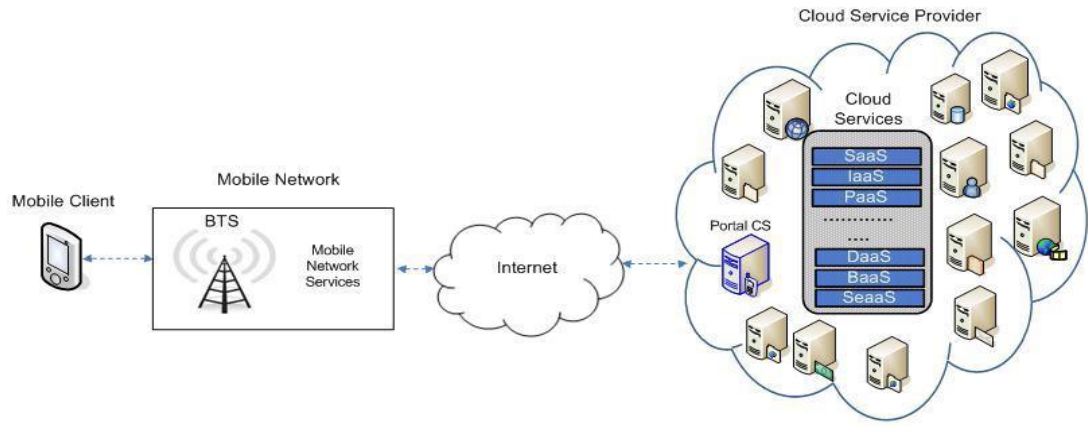 Cloud Service Provider
Cloud
Services
SaaS
IaaS
PaaS
............
....
DaaS
BaaS
SeaaS
Portal CS
Mobile Network
Mobile Client
BTS
Mobile
Network
Services
Internet